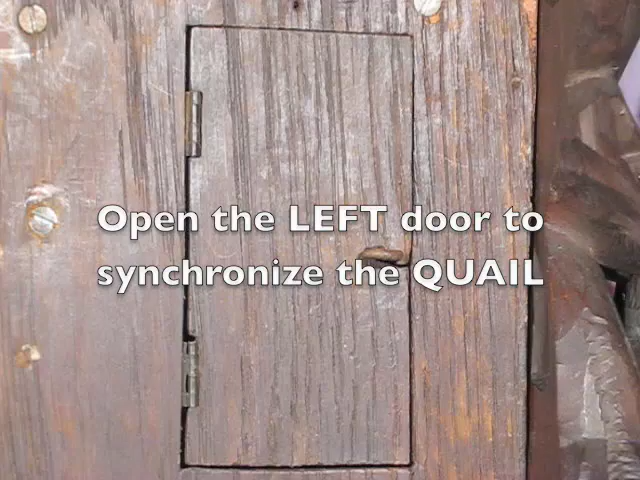 Open the LEFT door to
synchronize the QUAIL